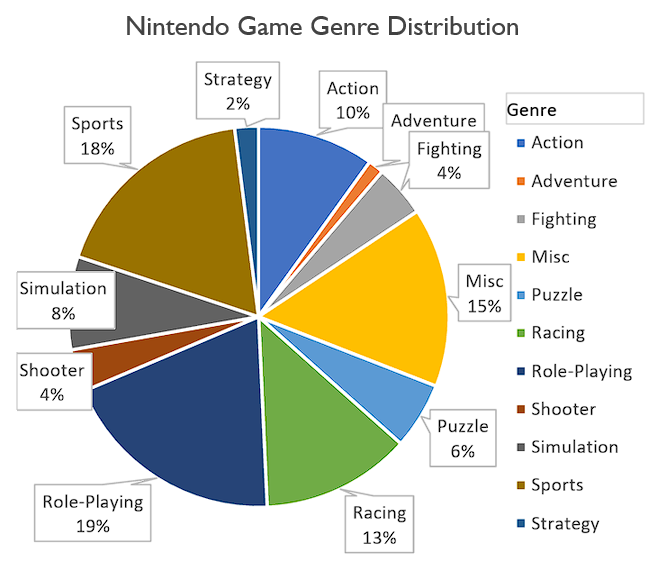 Nintendo Game Genre Distribution
Strategy
2%
Action
10%
Adventure
Fighting
4%
Sports
18%
Misc
15%
Simulation
8%
Shooter
4%
Puzzle
6%
Role-Playing
19%
Racing
13%
Genre
Action
Adventure
Fighting
Misc
Puzzle
Racing
Role-Playing
Shooter
Simulation
Sports
Strategy